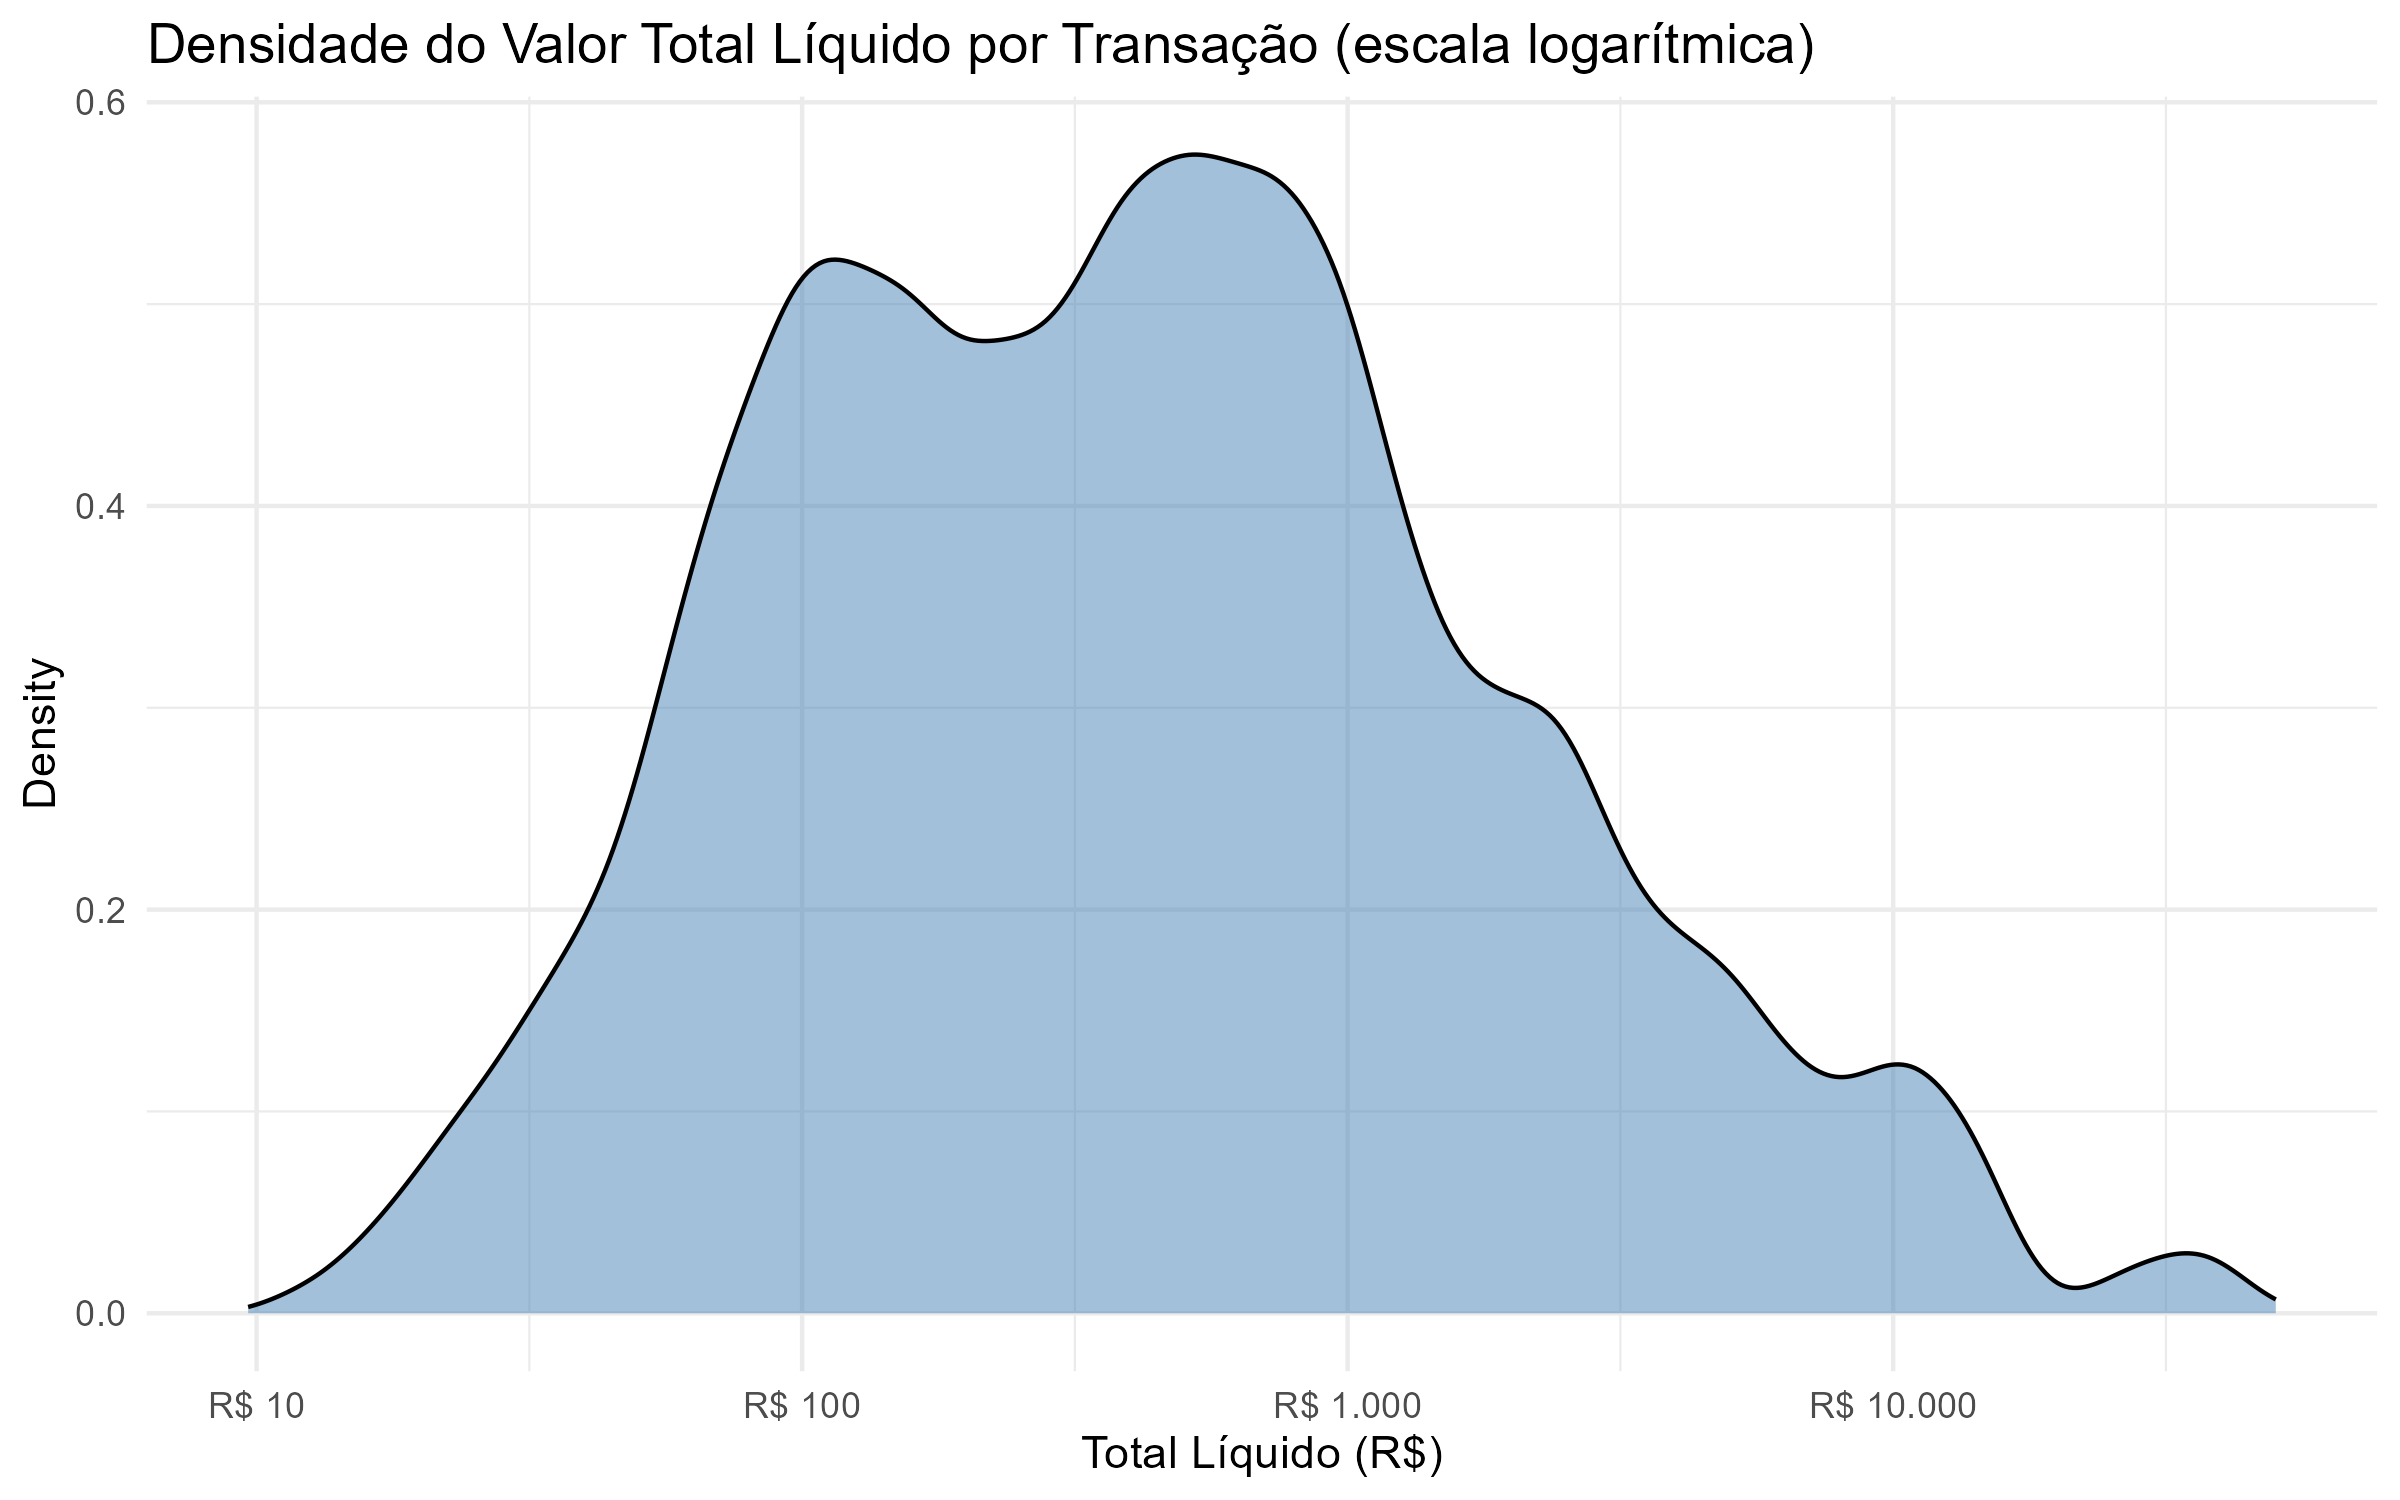 Densidade do Valor Total Líquido por Transação (escala logarítmica)
0.6
0.4
0.2
0.0
Density
R$ 10
R$ 100
R$ 1.000
R$ 10.000
Total Líquido (R$)